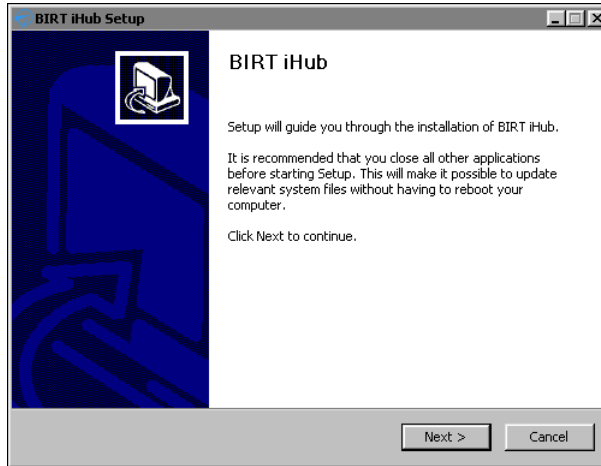 BIRT iHub Setup
BIRT iHub
Setup will guide you through the installation of BIRT iHub.
It is recommended that you close all other applications
before starting Setup. This will make it possible to update
relevant system files without having to reboot your
computer.
Click Next to continue.
Next >
Cancel